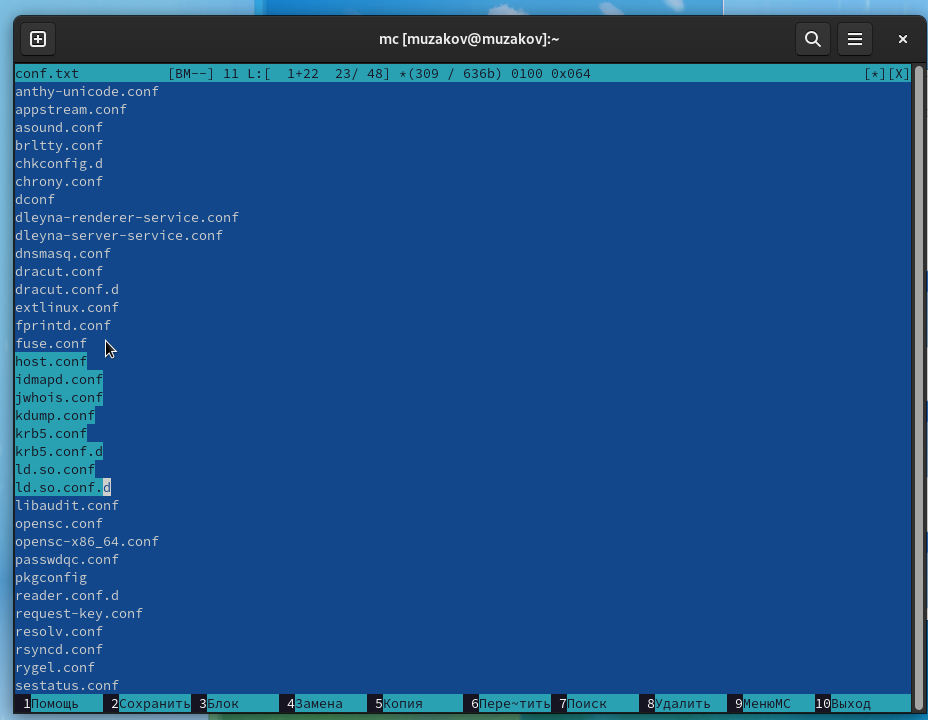 mc [muzakov@muzakov]:~
conf.txt [BM--] 11 L:[ 1+22 23/ 48] *(309 / 636b) 0100 0x064 [*][X]
anthy-unicode.conf
appstream.conf
asound.conf
brltty.conf
chkconfig.d
chrony.conf
dconf
dleyna-renderer-service.conf
dleyna-server-service.conf
dnsmasq.conf
dracut.conf
dracut.conf.d
extlinux.conf
fprintd.conf
fuse.conf
host.conf
idmapd.conf
jwhois.conf
kdump.conf
krb5.conf
krb5.conf.d
ld.so.conf
ld.so.conf.d
libaudit.conf
opensc.conf
opensc-x86_64.conf
passwdqc.conf
pkgconfig
reader.conf.d
request-key.conf
resolv.conf
rsyncd.conf
rygel.conf
sestatus.conf
1Помощь 2Сохранить 3Блок 4Замена 5Копия 6Пере~тить 7Поиск 8Удалить 9МенюMC 10Выход